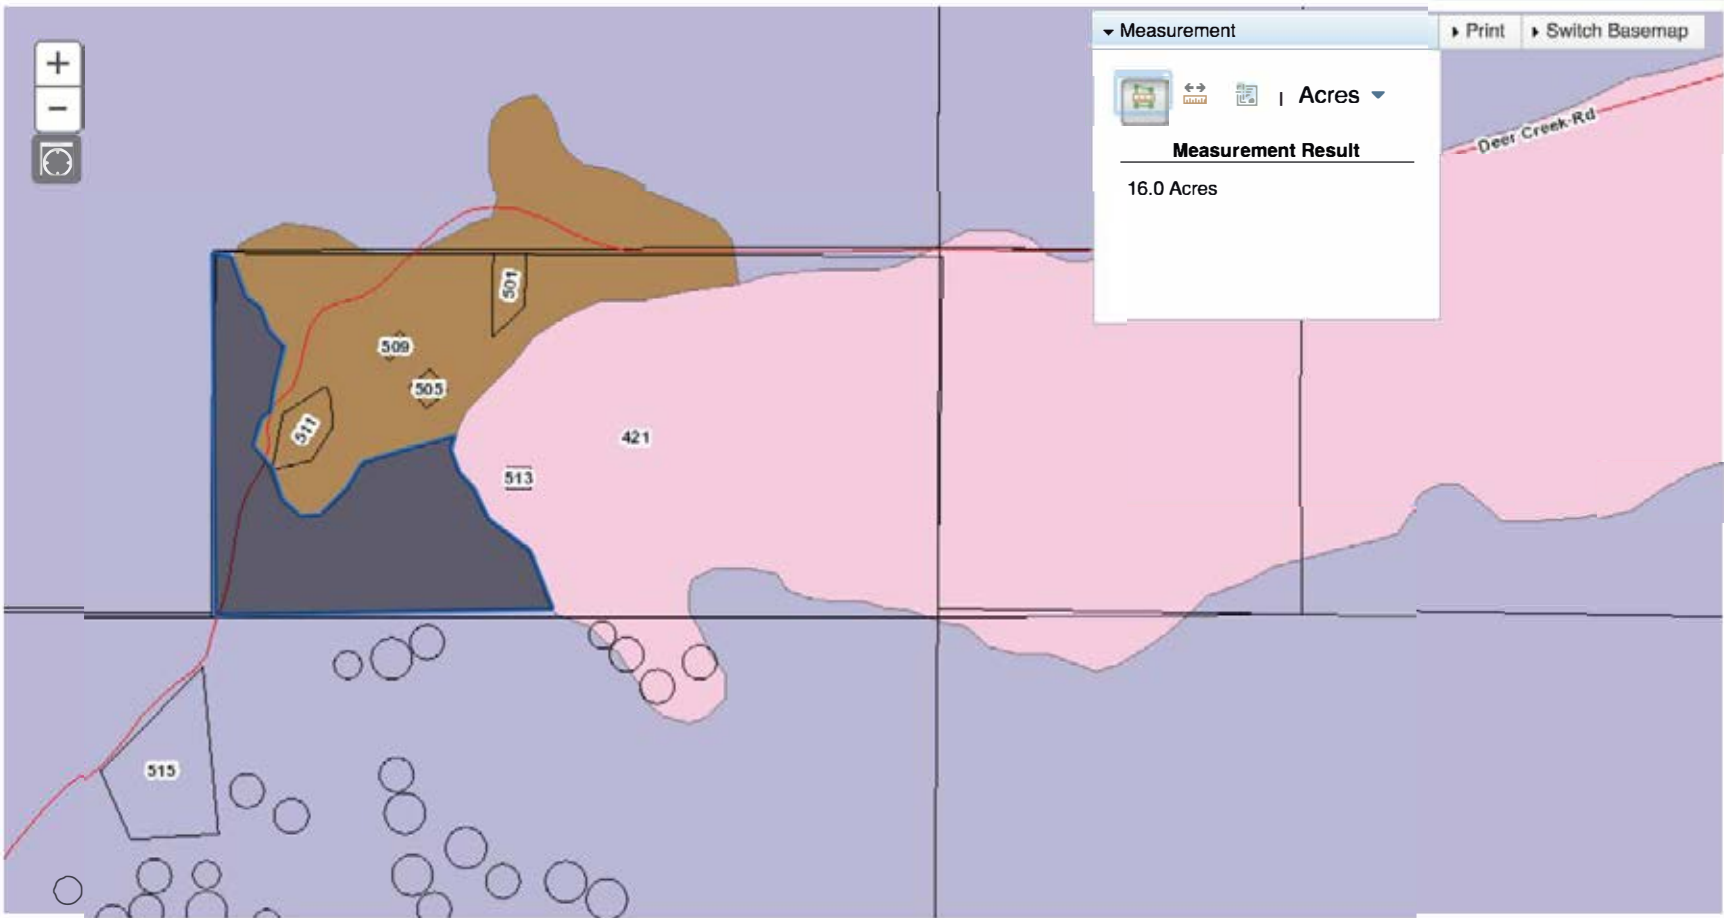 +
Measurement
Print
Switch Basemap
−
| Acres
Measurement Result
16.0 Acres
Deer Creek Rd
501
509
505
511
421
513
515